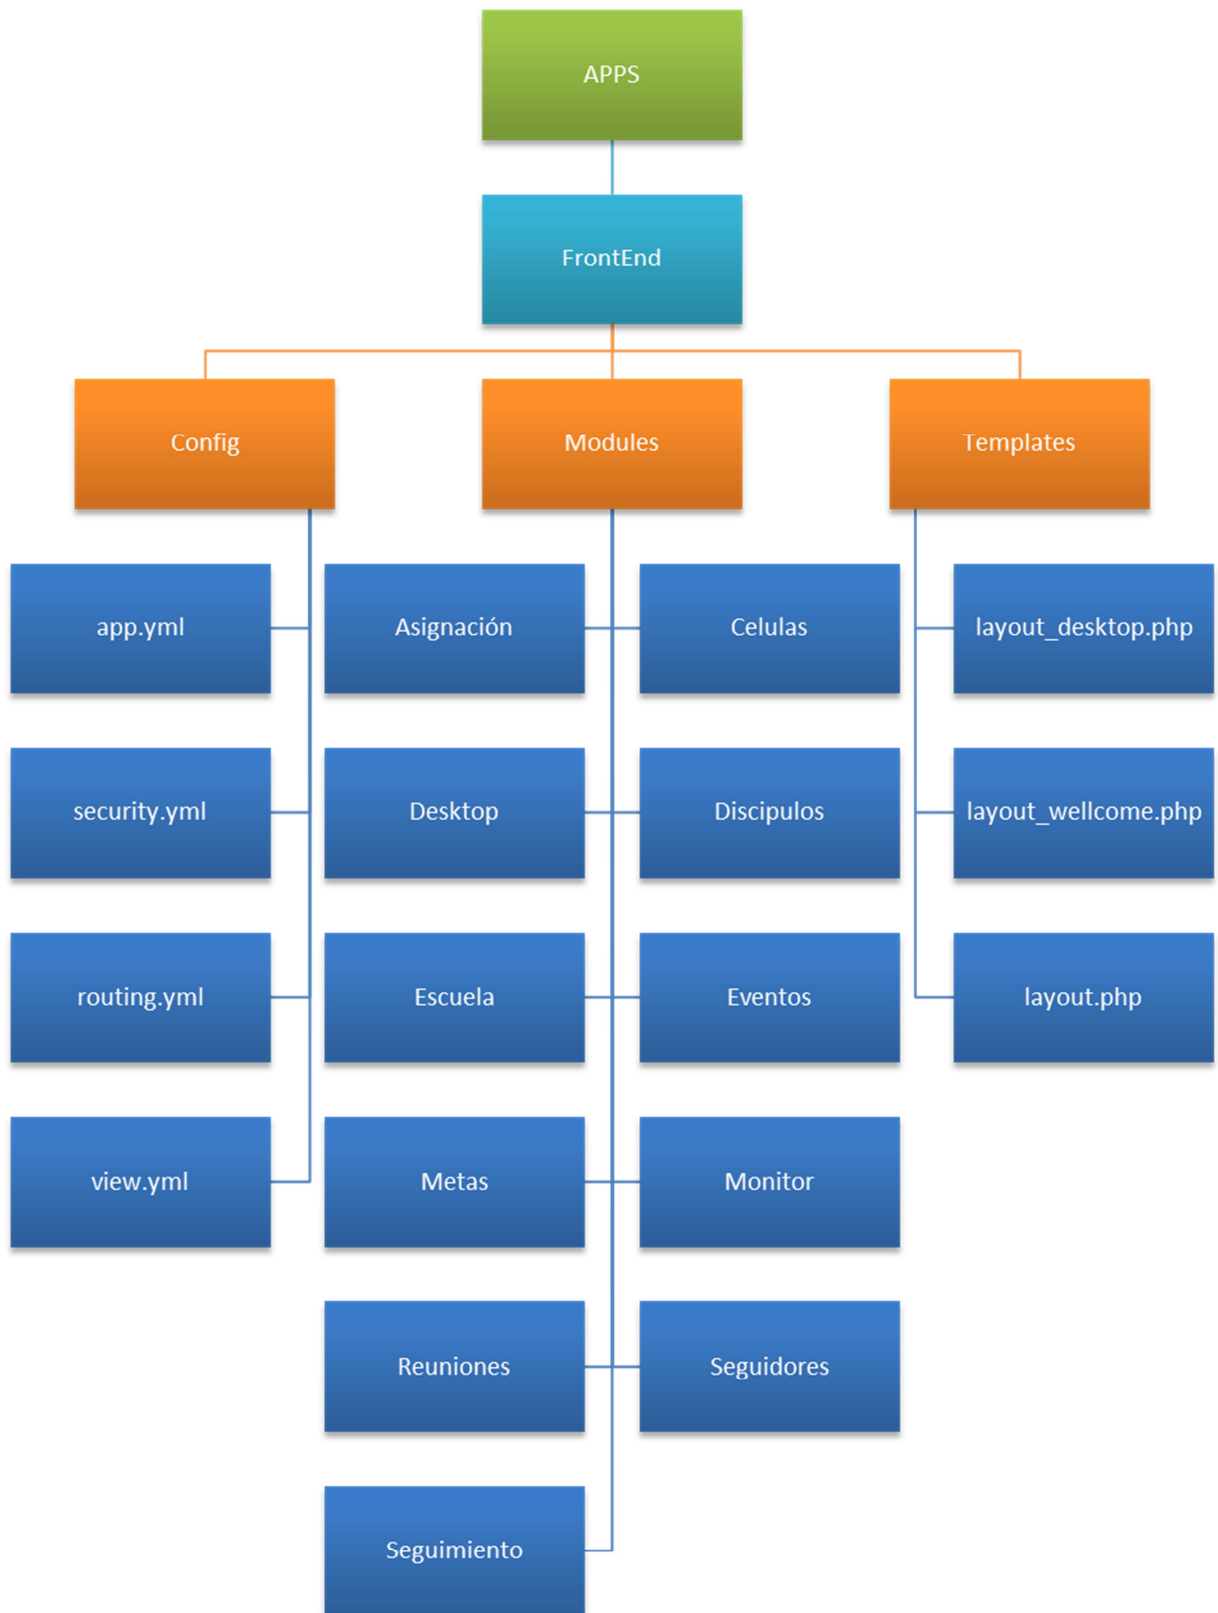 APPS
FrontEnd
Config
Modules
Templates
app.yml
Asignación
Celulas
layout_desktop.php
security.yml
Desktop
Discipulos
layout_wellcome.php
routing.yml
Escuela
Eventos
layout.php
view.yml
Metas
Monitor
Reuniones
Seguidores
Seguimiento